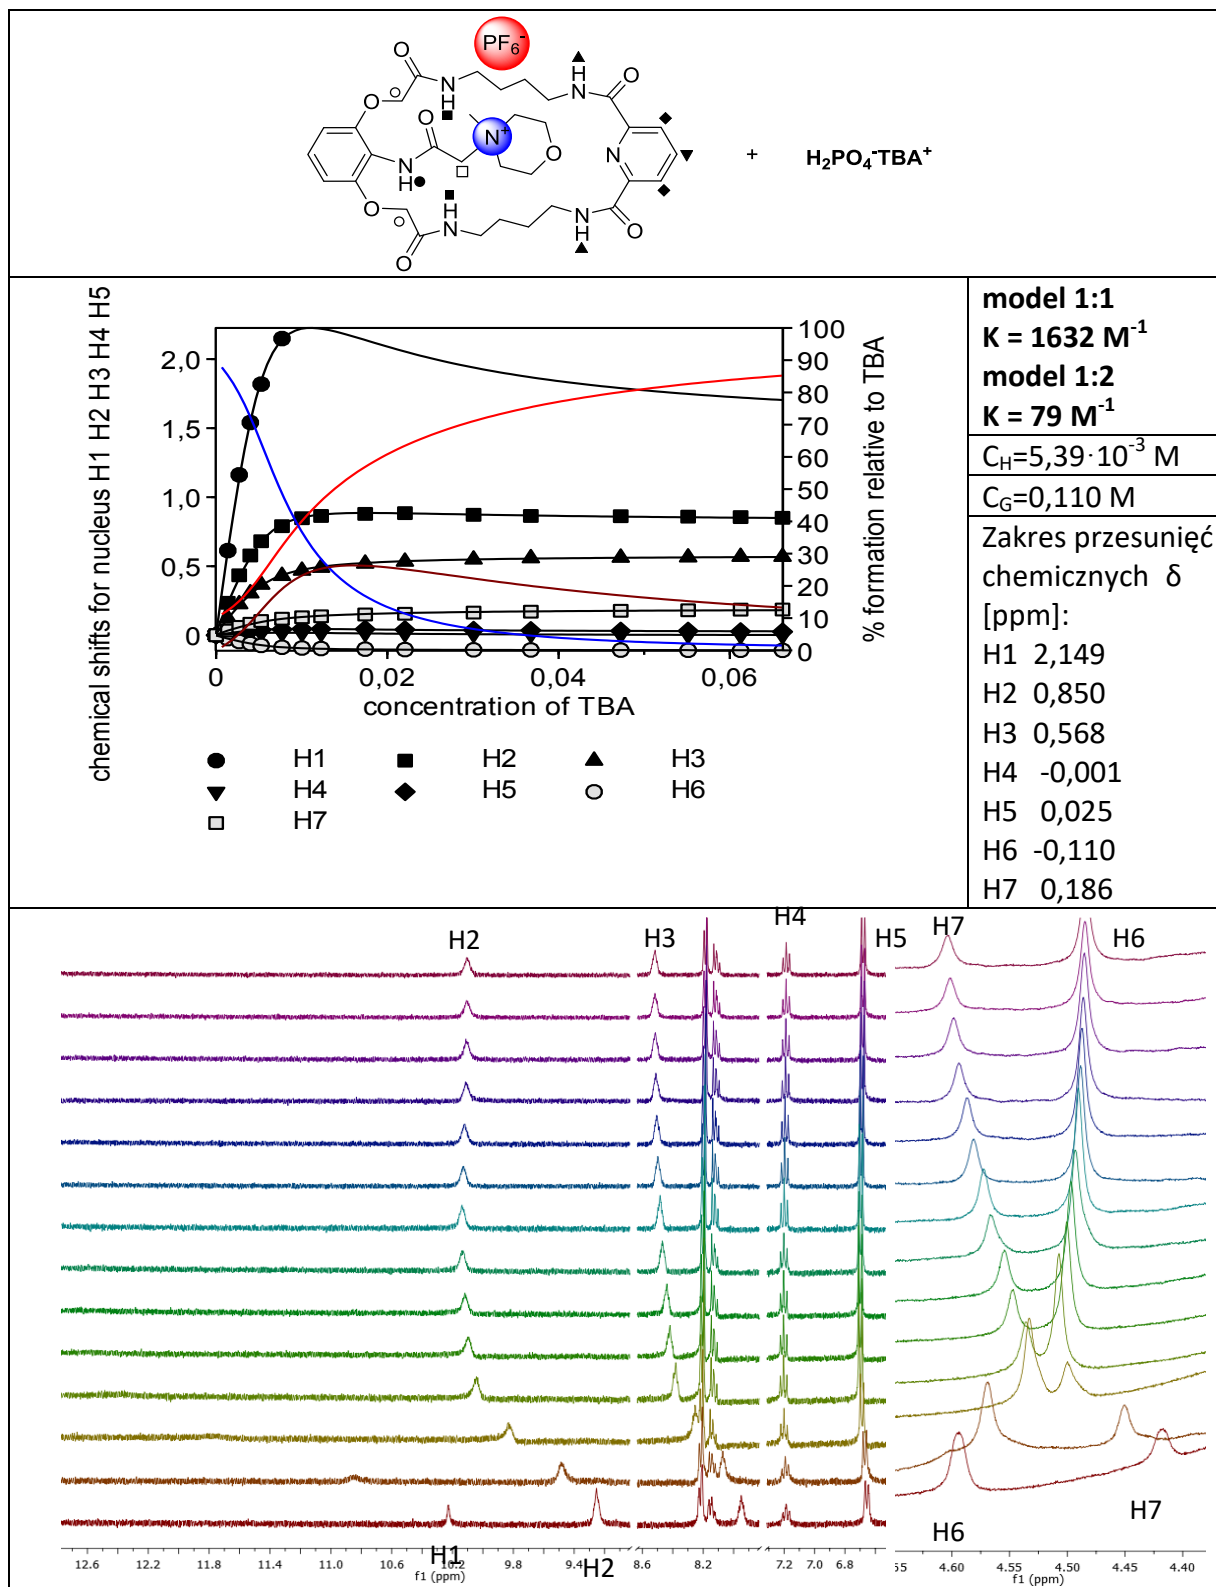 PF6-
O
H
N
H
N
O
O
O
N+
O
N
N
H
O
H
N
O
N
H
O
+ H2PO4-TBA+
chemical shifts for nucleus H1 H2 H3 H4 H5
2,0
1,5
1,0
0,5
0
0 0,02 0,04 0,06
concentration of TBA
100
90
80
70
60
50
40
30
20
10
0
% formation relative to TBA
H1 H2 H3
H4 H5 H6
H7
model 1:1
K = 1632 M-1
model 1:2
K = 79 M-1
CH=5,39·10-3 M
CG=0,110 M
Zakres przesunięć
chemicznych δ
[ppm]:
H1 2,149
H2 0,850
H3 0,568
H4 -0,001
H5 0,025
H6 -0,110
H7 0,186
H2 H3 H4 H5 H7 H6
H1 H2 H6 H7
12.6 12.2 11.8 11.4 11.0 10.6 10.2 9.8 9.4 8.6 8.2 7.2 7.0 6.8 4.60 4.55 4.50 4.45 4.40
f1 (ppm) f1 (ppm)